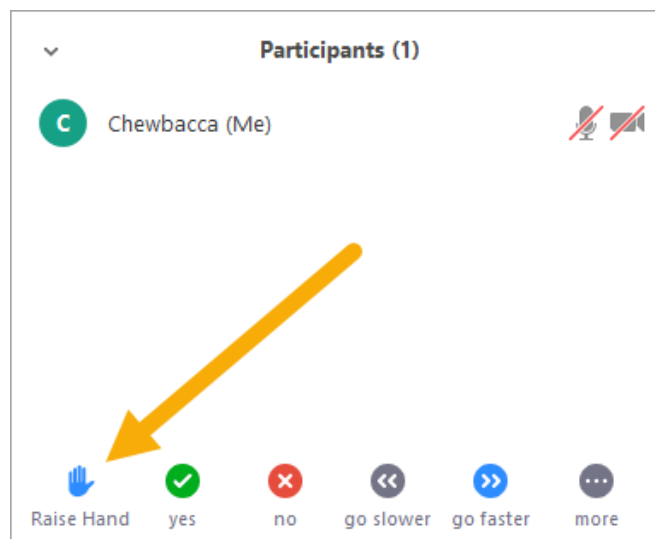 Participants (1)
C Chewbacca (Me)
Raise Hand yes no go slower go faster more